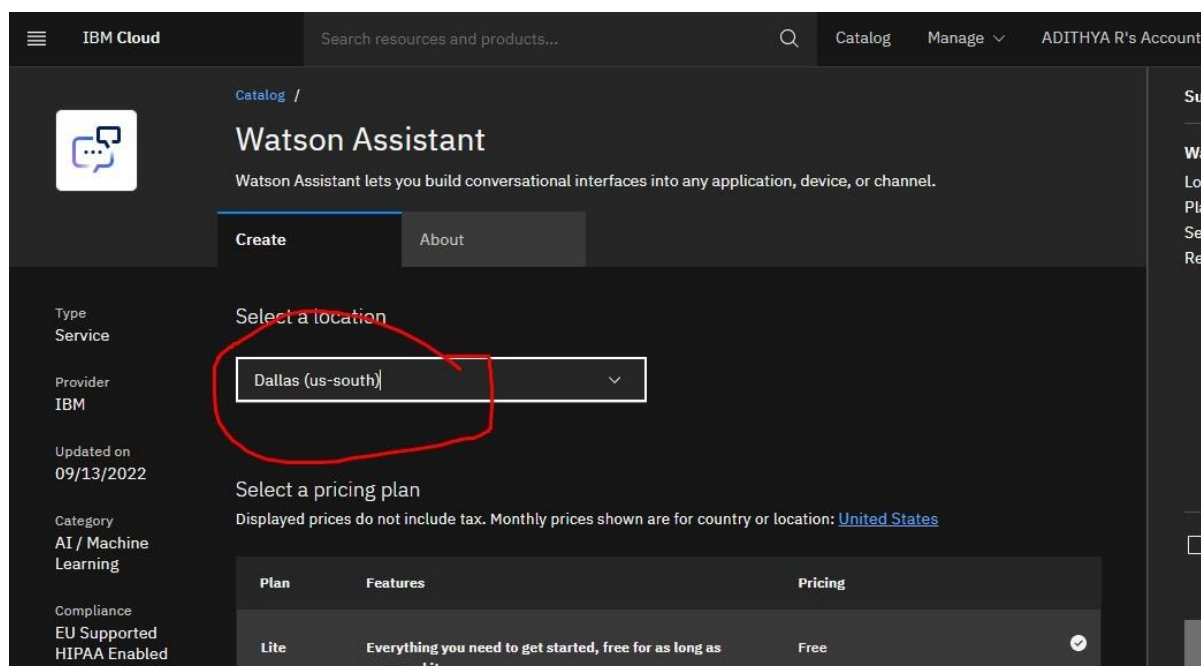 IBM Cloud
Search resources and products...
Catalog
Manage
ADITHYA R's Account
Catalog /
Watson Assistant
Watson Assistant lets you build conversational interfaces into any application, device, or channel.
Create
About
Type
Service
Provider
IBM
Updated on
09/13/2022
Category
AI / Machine
Learning
Compliance
EU Supported
HIPAA Enabled
Select a location
Dallas (us-south)
Select a pricing plan
Displayed prices do not include tax. Monthly prices shown are for country or location: United States
Plan Features Pricing
Lite Everything you need to get started, free for as long as Free